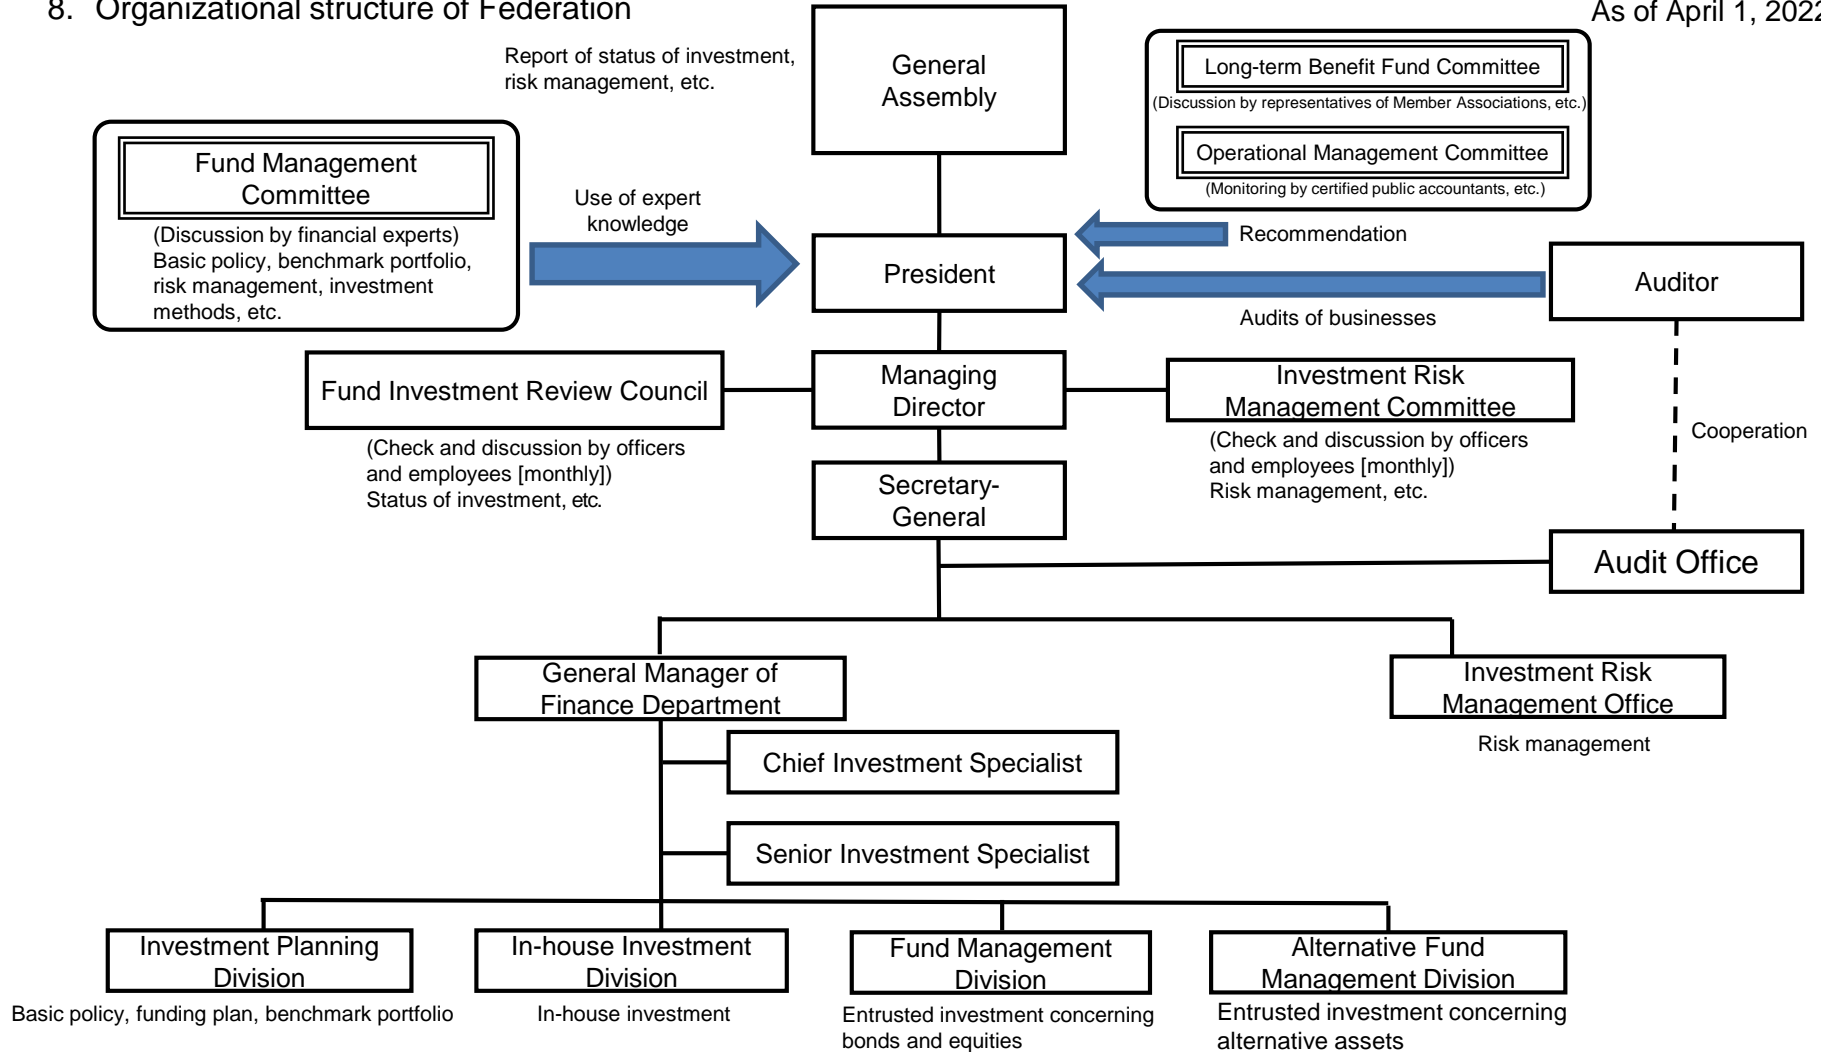 8. Organizational structure of Federation
As of April 1, 2022
Report of status of investment,
risk management, etc.
General
Assembly
Long-term Benefit Fund Committee
(Discussion by representatives of Member Associations, etc.)
Operational Management Committee
(Monitoring by certified public accountants, etc.)
Fund Management
Committee
(Discussion by financial experts)
Basic policy, benchmark portfolio,
risk management, investment
methods, etc.
Use of expert
knowledge
President
Recommendation
Audits of businesses
Auditor
Fund Investment Review Council
(Check and discussion by officers
and employees [monthly])
Status of investment, etc.
Managing
Director
Investment Risk
Management Committee
(Check and discussion by officers
and employees [monthly])
Risk management, etc.
Cooperation
Secretary-
General
Audit Office
General Manager of
Finance Department
Investment Risk
Management Office
Risk management
Chief Investment Specialist
Senior Investment Specialist
Investment Planning
Division
Basic policy, funding plan, benchmark portfolio
In-house Investment
Division
In-house investment
Fund Management
Division
Entrusted investment concerning
bonds and equities
Alternative Fund
Management Division
Entrusted investment concerning
alternative assets